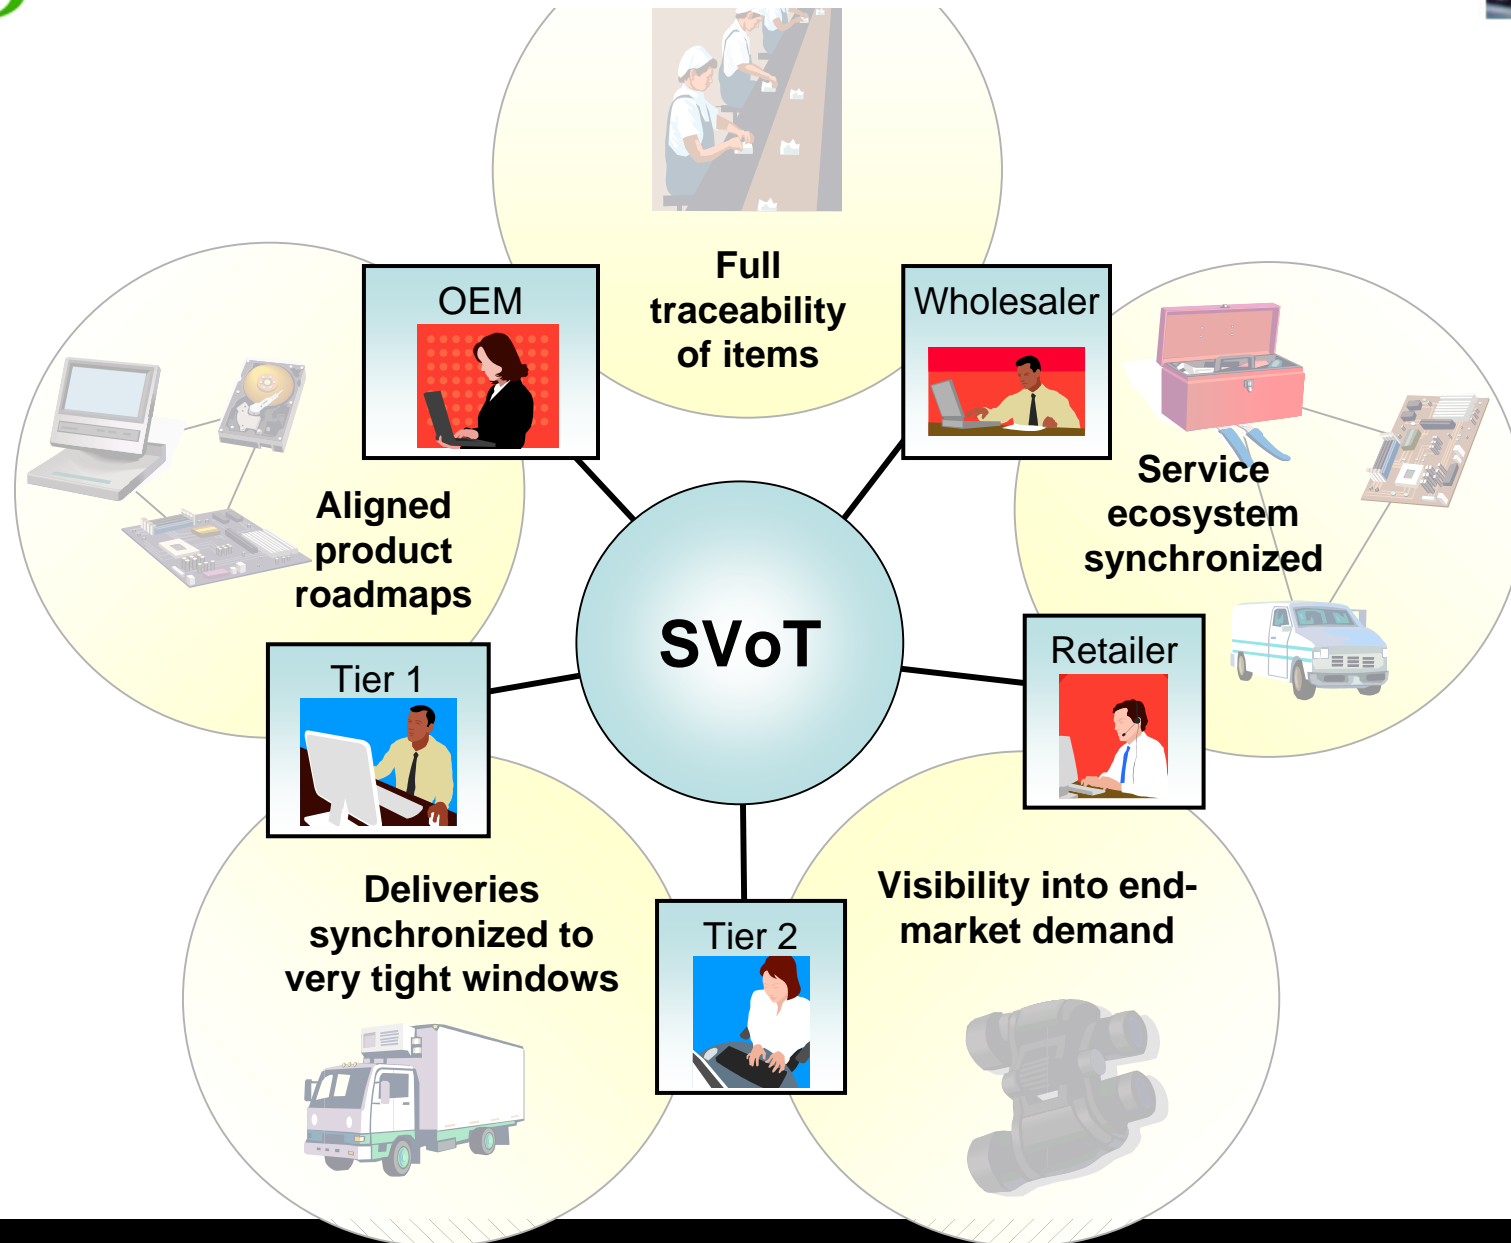 Full
traceability
of items
OEM
Wholesaler
Aligned
product
roadmaps
Service
ecosystem
synchronized
SVoT
Tier 1
Retailer
Deliveries
synchronized to
very tight windows
Tier 2
Visibility into end-
market demand